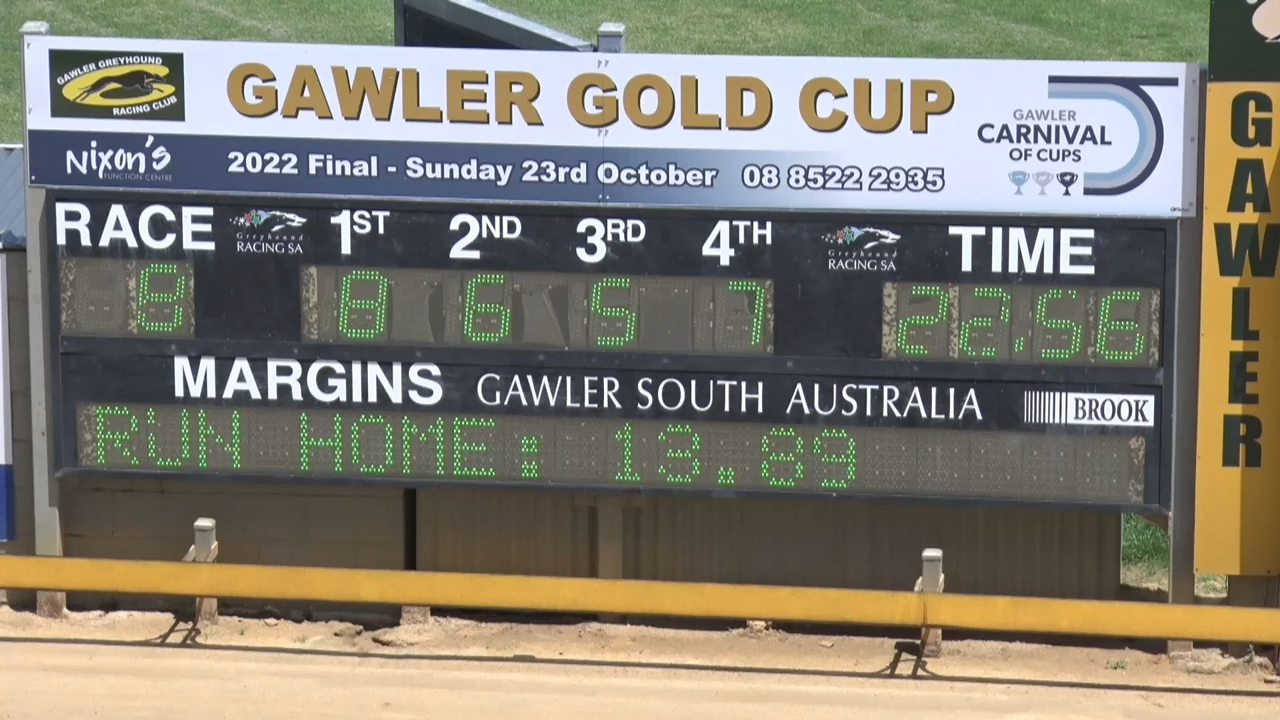 GAWLER GREYHOUND
RACING CLUB
GAWLER GOLD CUP
GAWLER
CARNIVAL
OF CUPS
Nixon's
FUNCTION CENTRE
2022 Final - Sunday 23rd October 08 8522 2935
RACE
Greyhound
RACING SA
1ST 2ND 3RD 4TH
Greyhound
RACING SA
TIME
8 8 6 5 7 22.56
MARGINS GAWLER SOUTH AUSTRALIA BROOK
RUN HOME: 13.89
GAWLER